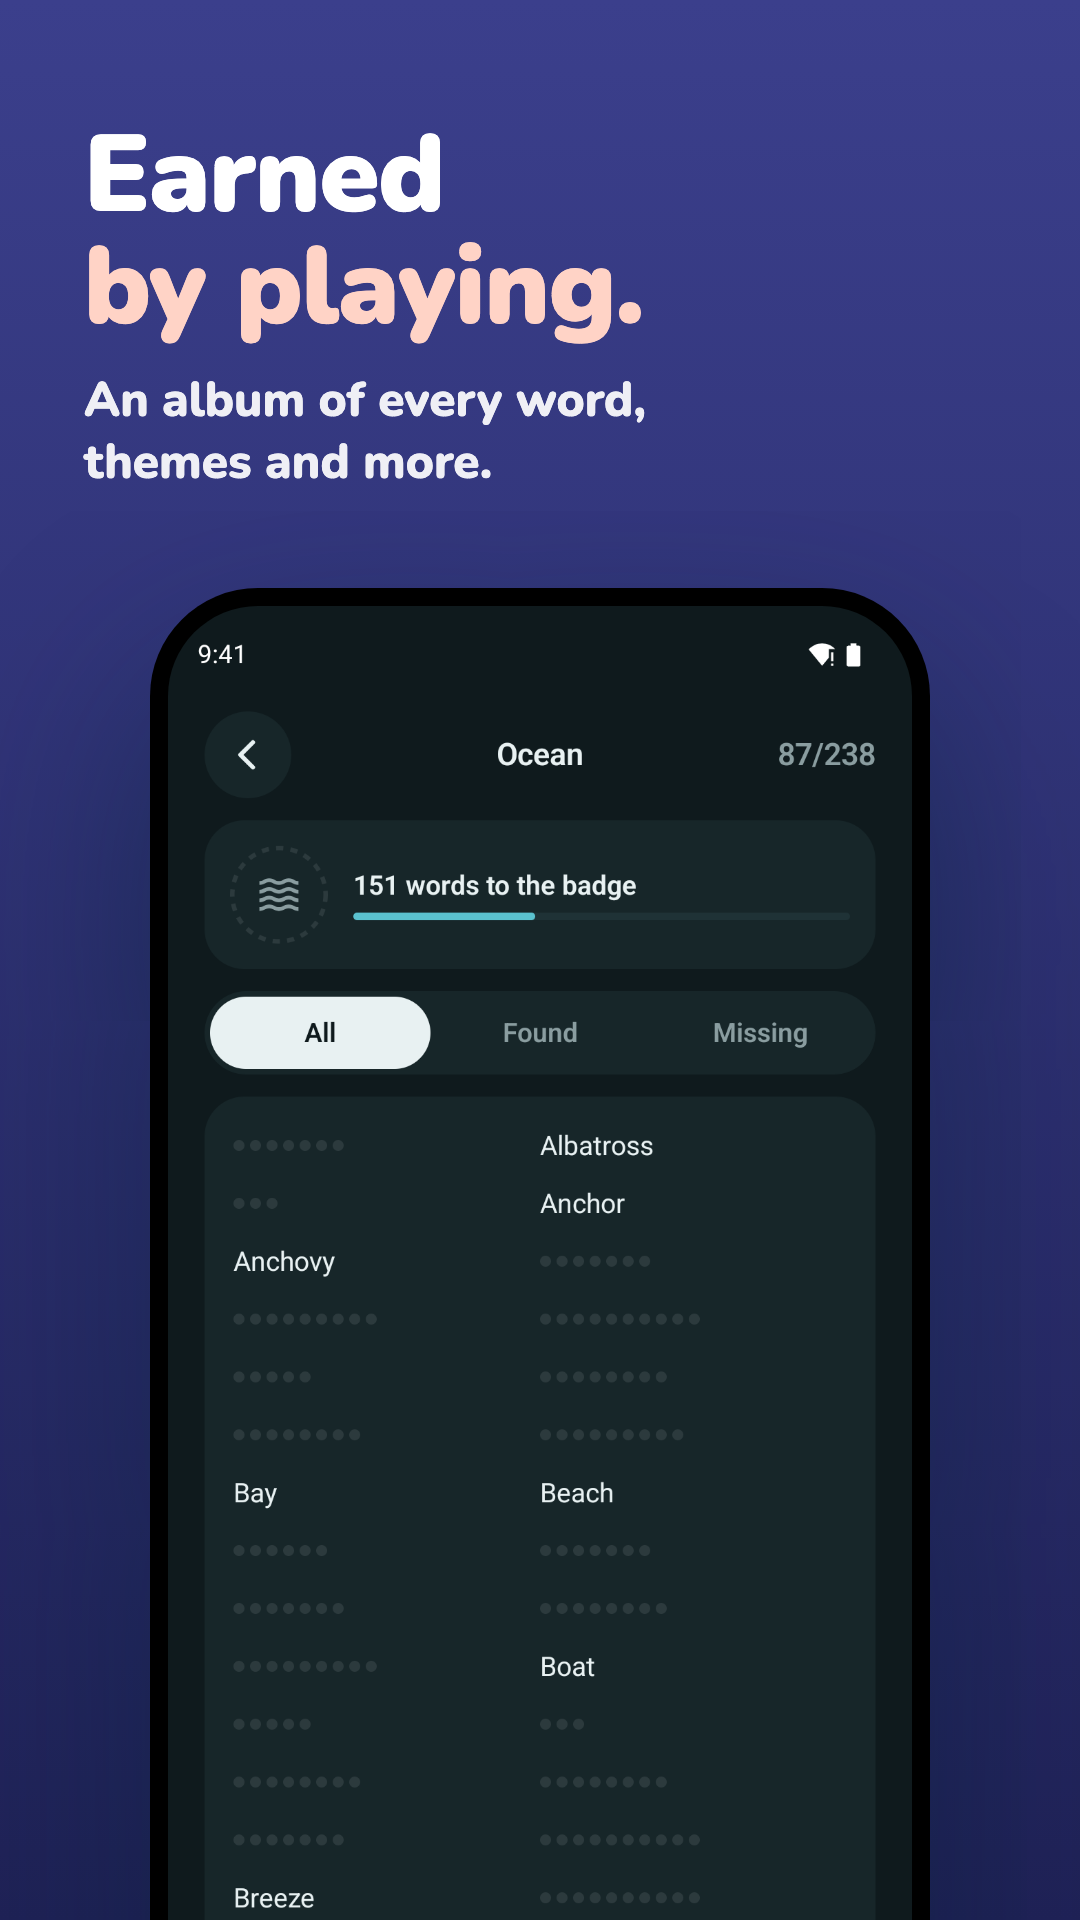 Earned
by playing.
An album of every word,
themes and more.
9:41
Ocean
87/238
151 words to the badge
All
Found
Missing
Albatross
Anchor
Anchovy
Bay
Beach
Boat
Breeze